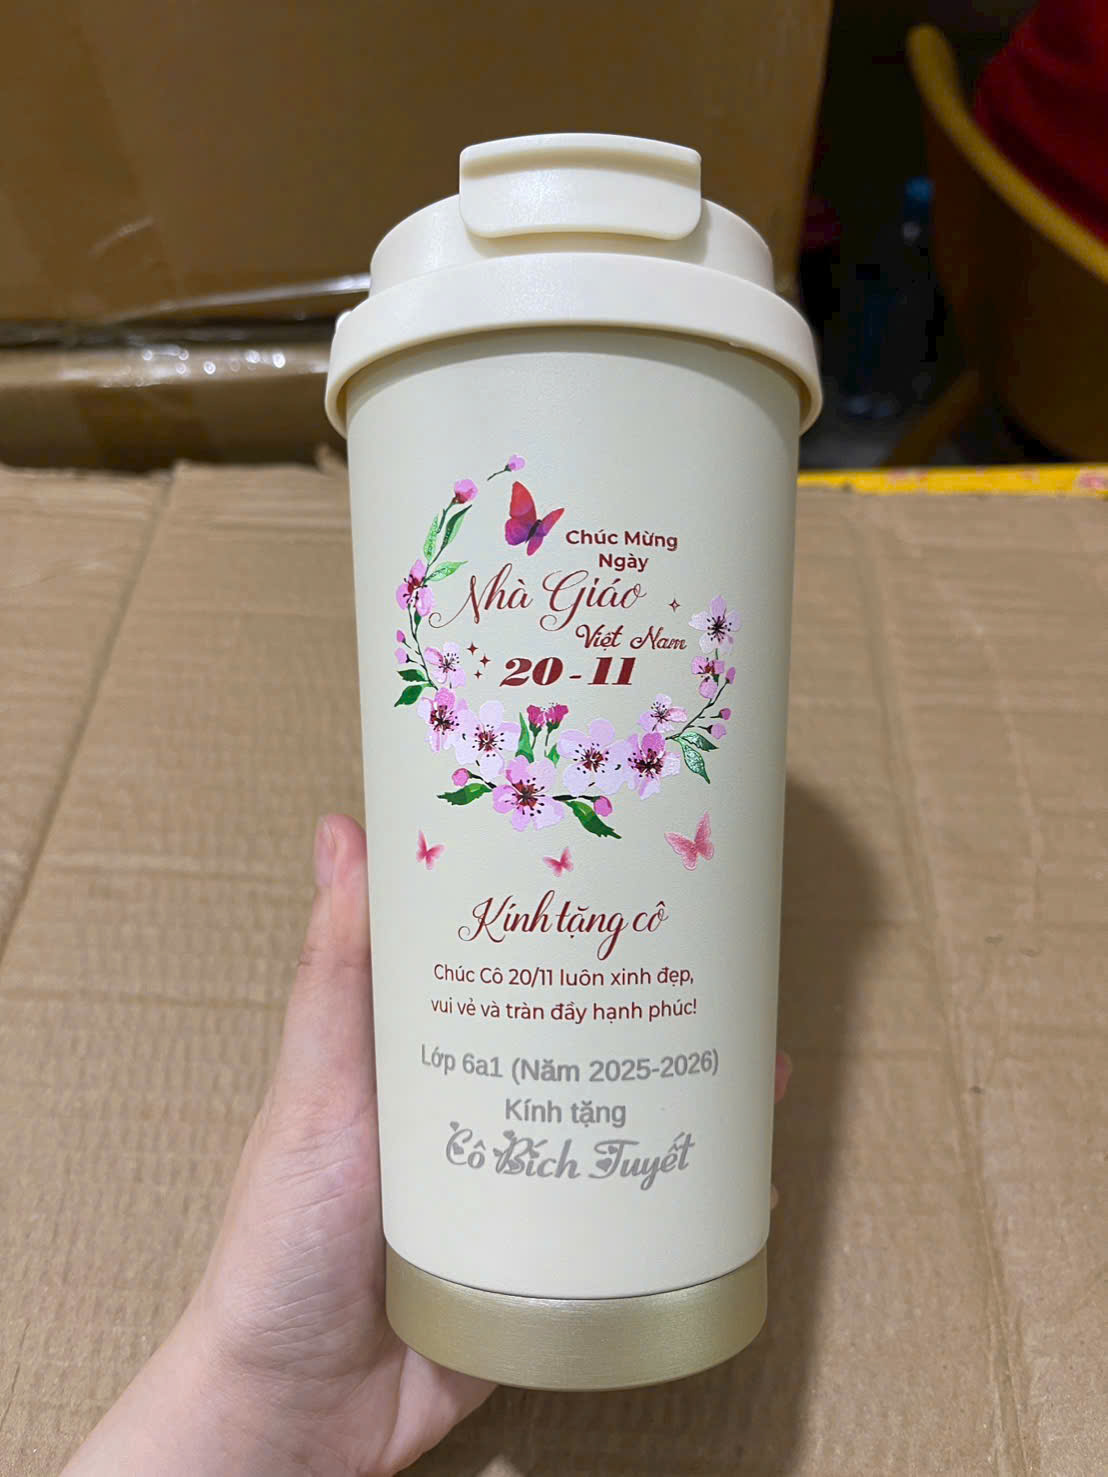 Chúc Mừng
Ngày
Nhà Giáo
Việt Nam
20-11
Kính tặng cô
Chúc Cô 20/11 luôn xinh đẹp,
vui vẻ và tràn đầy hạnh phúc!
Lớp 6a1 (Năm 2025-2026)
Kính tặng
Cô Bích Tuyết